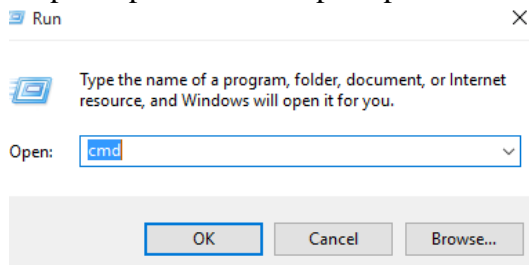 Run
Type the name of a program, folder, document, or Internet
resource, and Windows will open it for you.
Open: cmd
OK Cancel Browse...